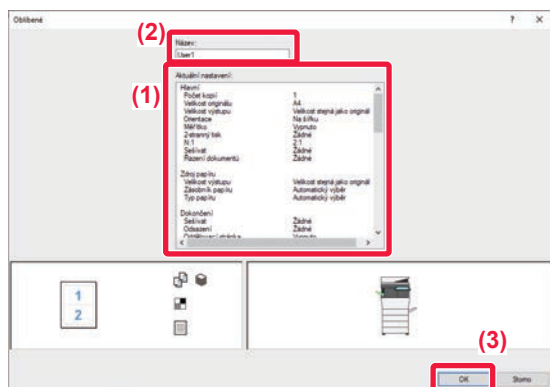 Oblíbené ? ×
(2)
Název:
User1
Aktuální nastavení:
(1)
Hlavní
Počet kopií 1
Velikost originálu A4
Velikost výstupu Velikost stejná jako originál
Orientace Na šířku
Měřítko Vypnuto
2-stranný tisk Žádné
N:1 2:1
Sešívat Žádné
Řazení dokumentů Žádné
Zdroj papíru
Velikost výstupu Velikost stejná jako originál
Zásobník papíru Automatický výběr
Typ papíru Automatický výběr
Dokončení
Sešívat Žádné
Odsazení Žádné
1
2
(3)
OK Storno